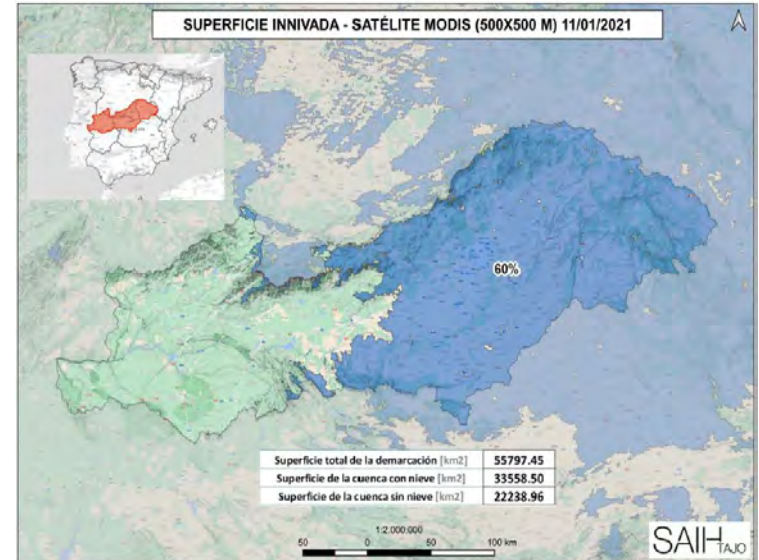 SUPERFICIE INNIVADA - SATÉLITE MODIS (500X500 M) 11/01/2021
60%
Superficie total de la demarcación [km2] 55797.45
Superficie de la cuenca con nieve [km2] 33558.50
Superficie de la cuenca sin nieve [km2] 22238.96
1:2.000.000
50 0 50 100 km
SAIH TAJO